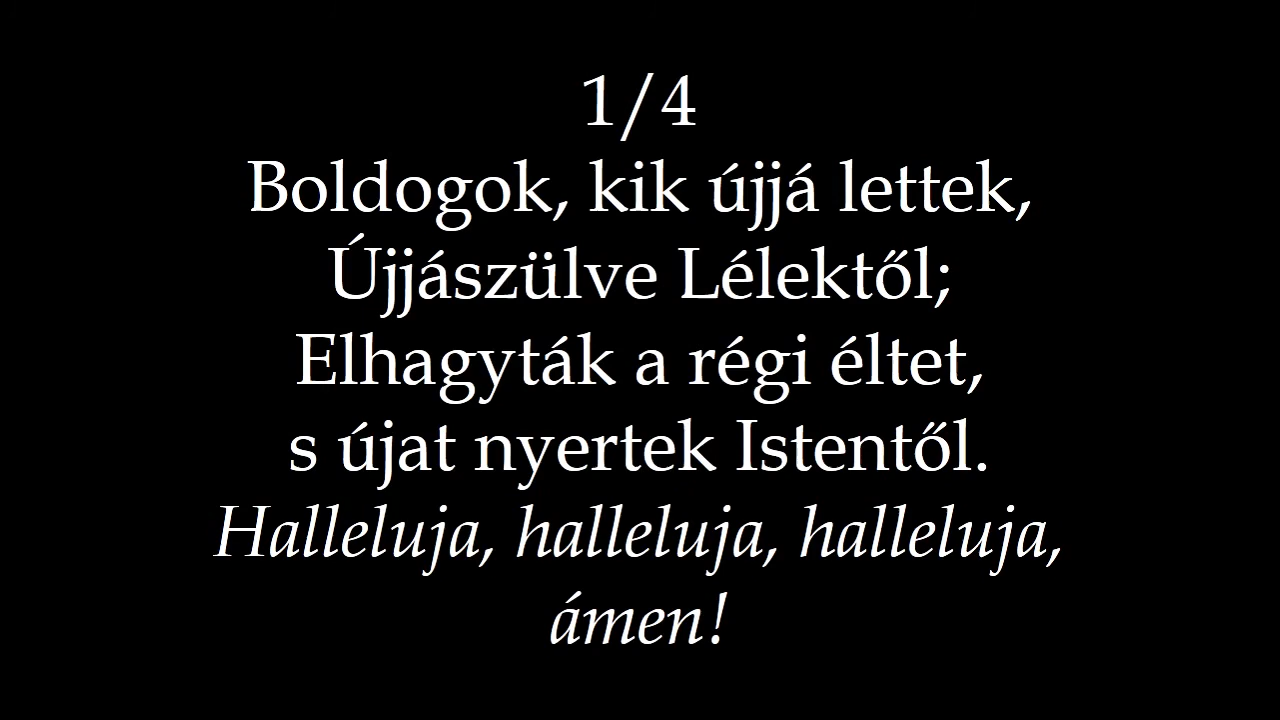 1/4
Boldogok, kik újjá lettek,
Újjászülve Lélektől;
Elhagyták a régi éltet,
s újat nyertek Istentől.
Halleluja, halleluja, halleluja,
ámen!